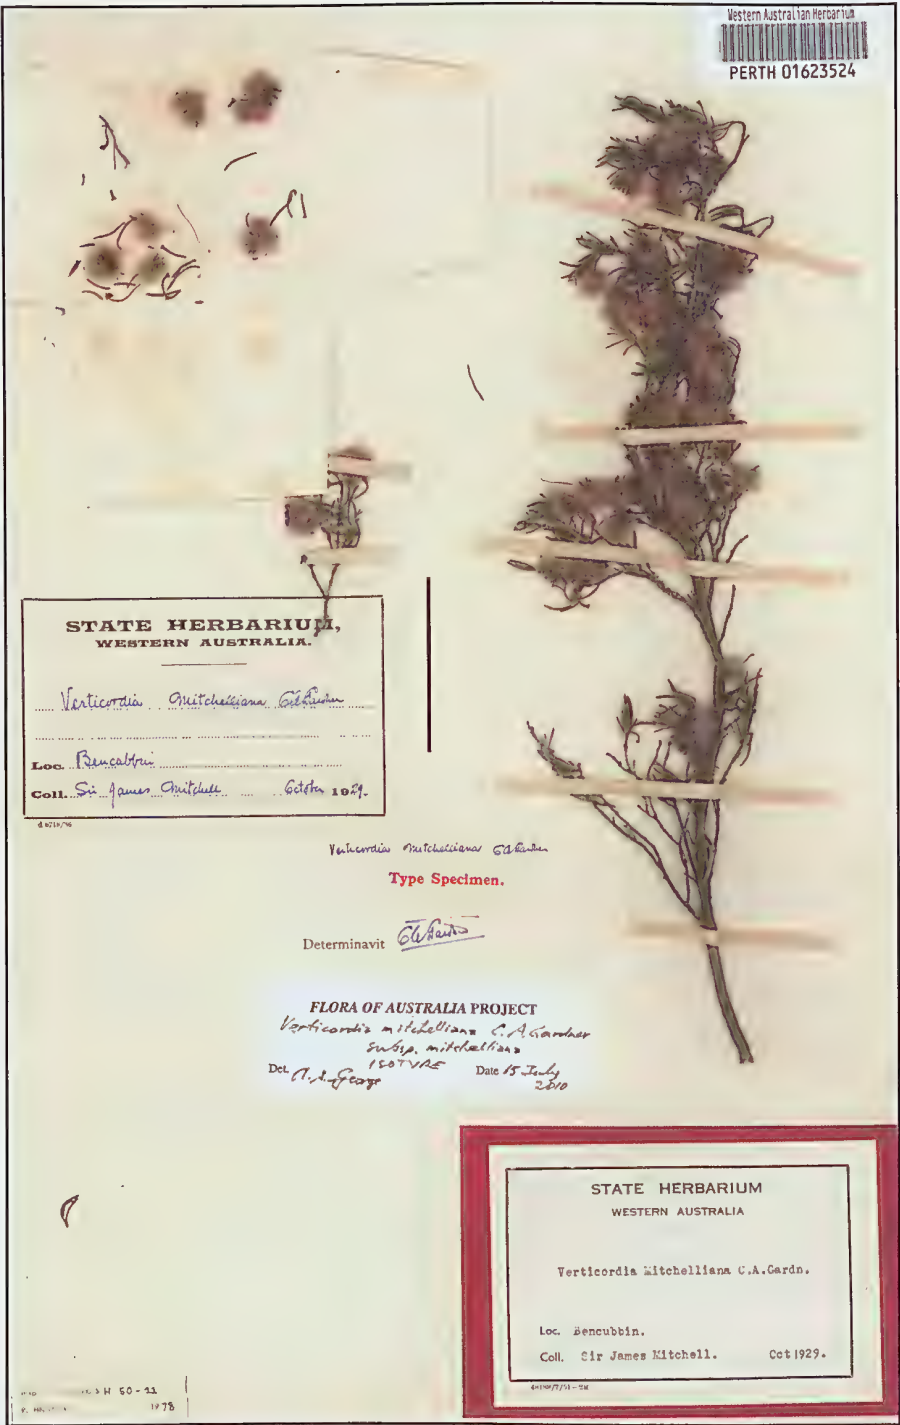 Western Australian Herbarium
PERTH 01623524
STATE HERBARIUM,
WESTERN AUSTRALIA.
Verticordia Mitchelliana
Loc. Bencubbin
Coll. Sir James Mitchell October 1929.
Verticordia Mitchelliana
Type Specimen.
Determinavit
FLORA OF AUSTRALIA PROJECT
Verticordia mitchelliana C.A.Gardner
subsp. mitchelliana
ISOTYPE
Det. A.S. George Date 15 July
2010
STATE HERBARIUM
WESTERN AUSTRALIA
Verticordia Mitchelliana C.A.Gardn.
Loc. Bencubbin.
Coll. Sir James Mitchell. Oct 1929.
H 50-11
1978